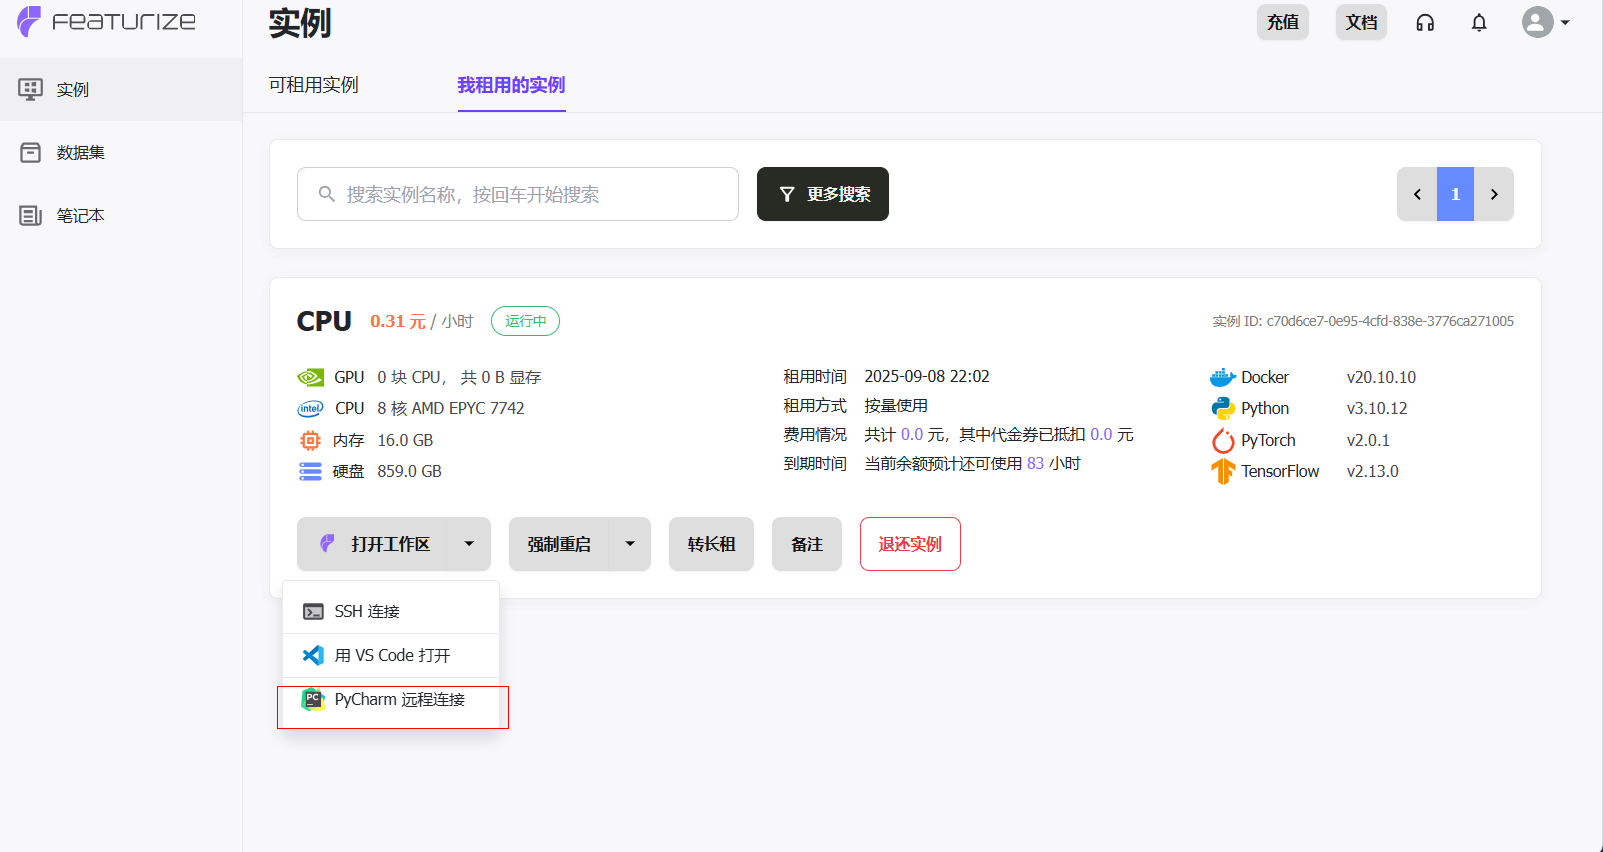 FEATURIZE
实例
充值
文档
实例
数据集
笔记本
可租用实例
我租用的实例
搜索实例名称，按回车开始搜索
更多搜索
1
CPU 0.31 元 / 小时 运行中
实例 ID: c70d6ce7-0e95-4cfd-838e-3776ca271005
GPU 0 块 CPU， 共 0 B 显存
CPU 8 核 AMD EPYC 7742
内存 16.0 GB
硬盘 859.0 GB
租用时间 2025-09-08 22:02
租用方式 按量使用
费用情况 共计 0.0 元，其中代金券已抵扣 0.0 元
到期时间 当前余额预计还可使用 83 小时
Docker v20.10.10
Python v3.10.12
PyTorch v2.0.1
TensorFlow v2.13.0
打开工作区
强制重启
转长租
备注
退还实例
SSH 连接
用 VS Code 打开
PyCharm 远程连接